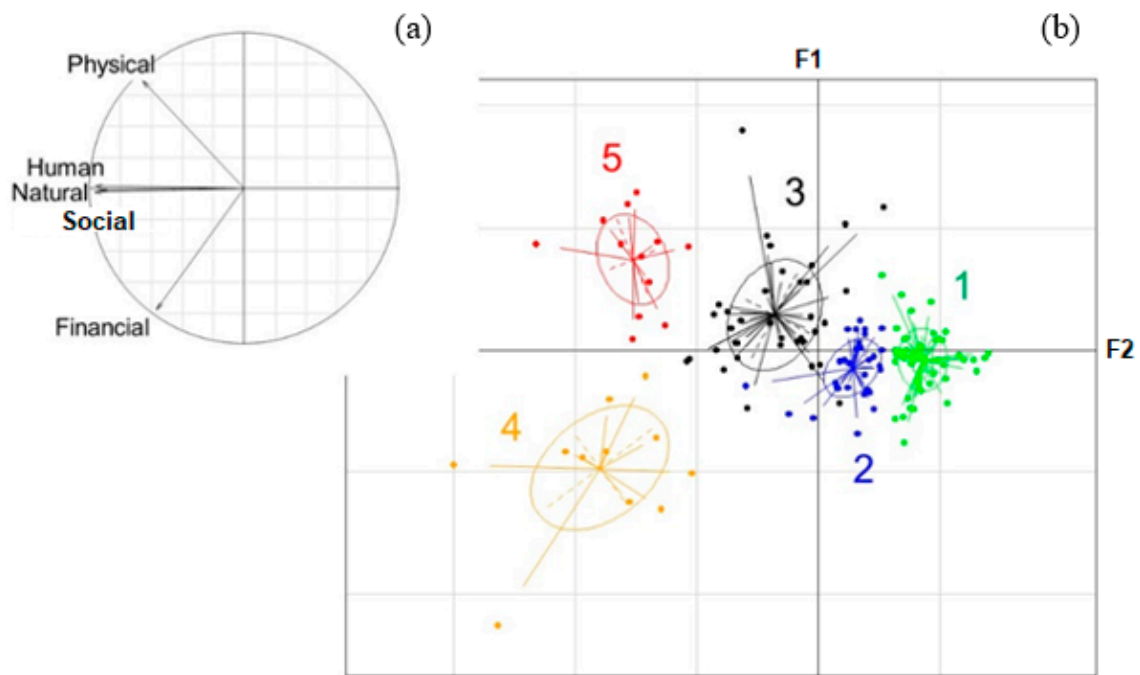 (a)
(b)
Physical
Human
Natural
Social
Financial
F1
F2
5
3
1
4
2